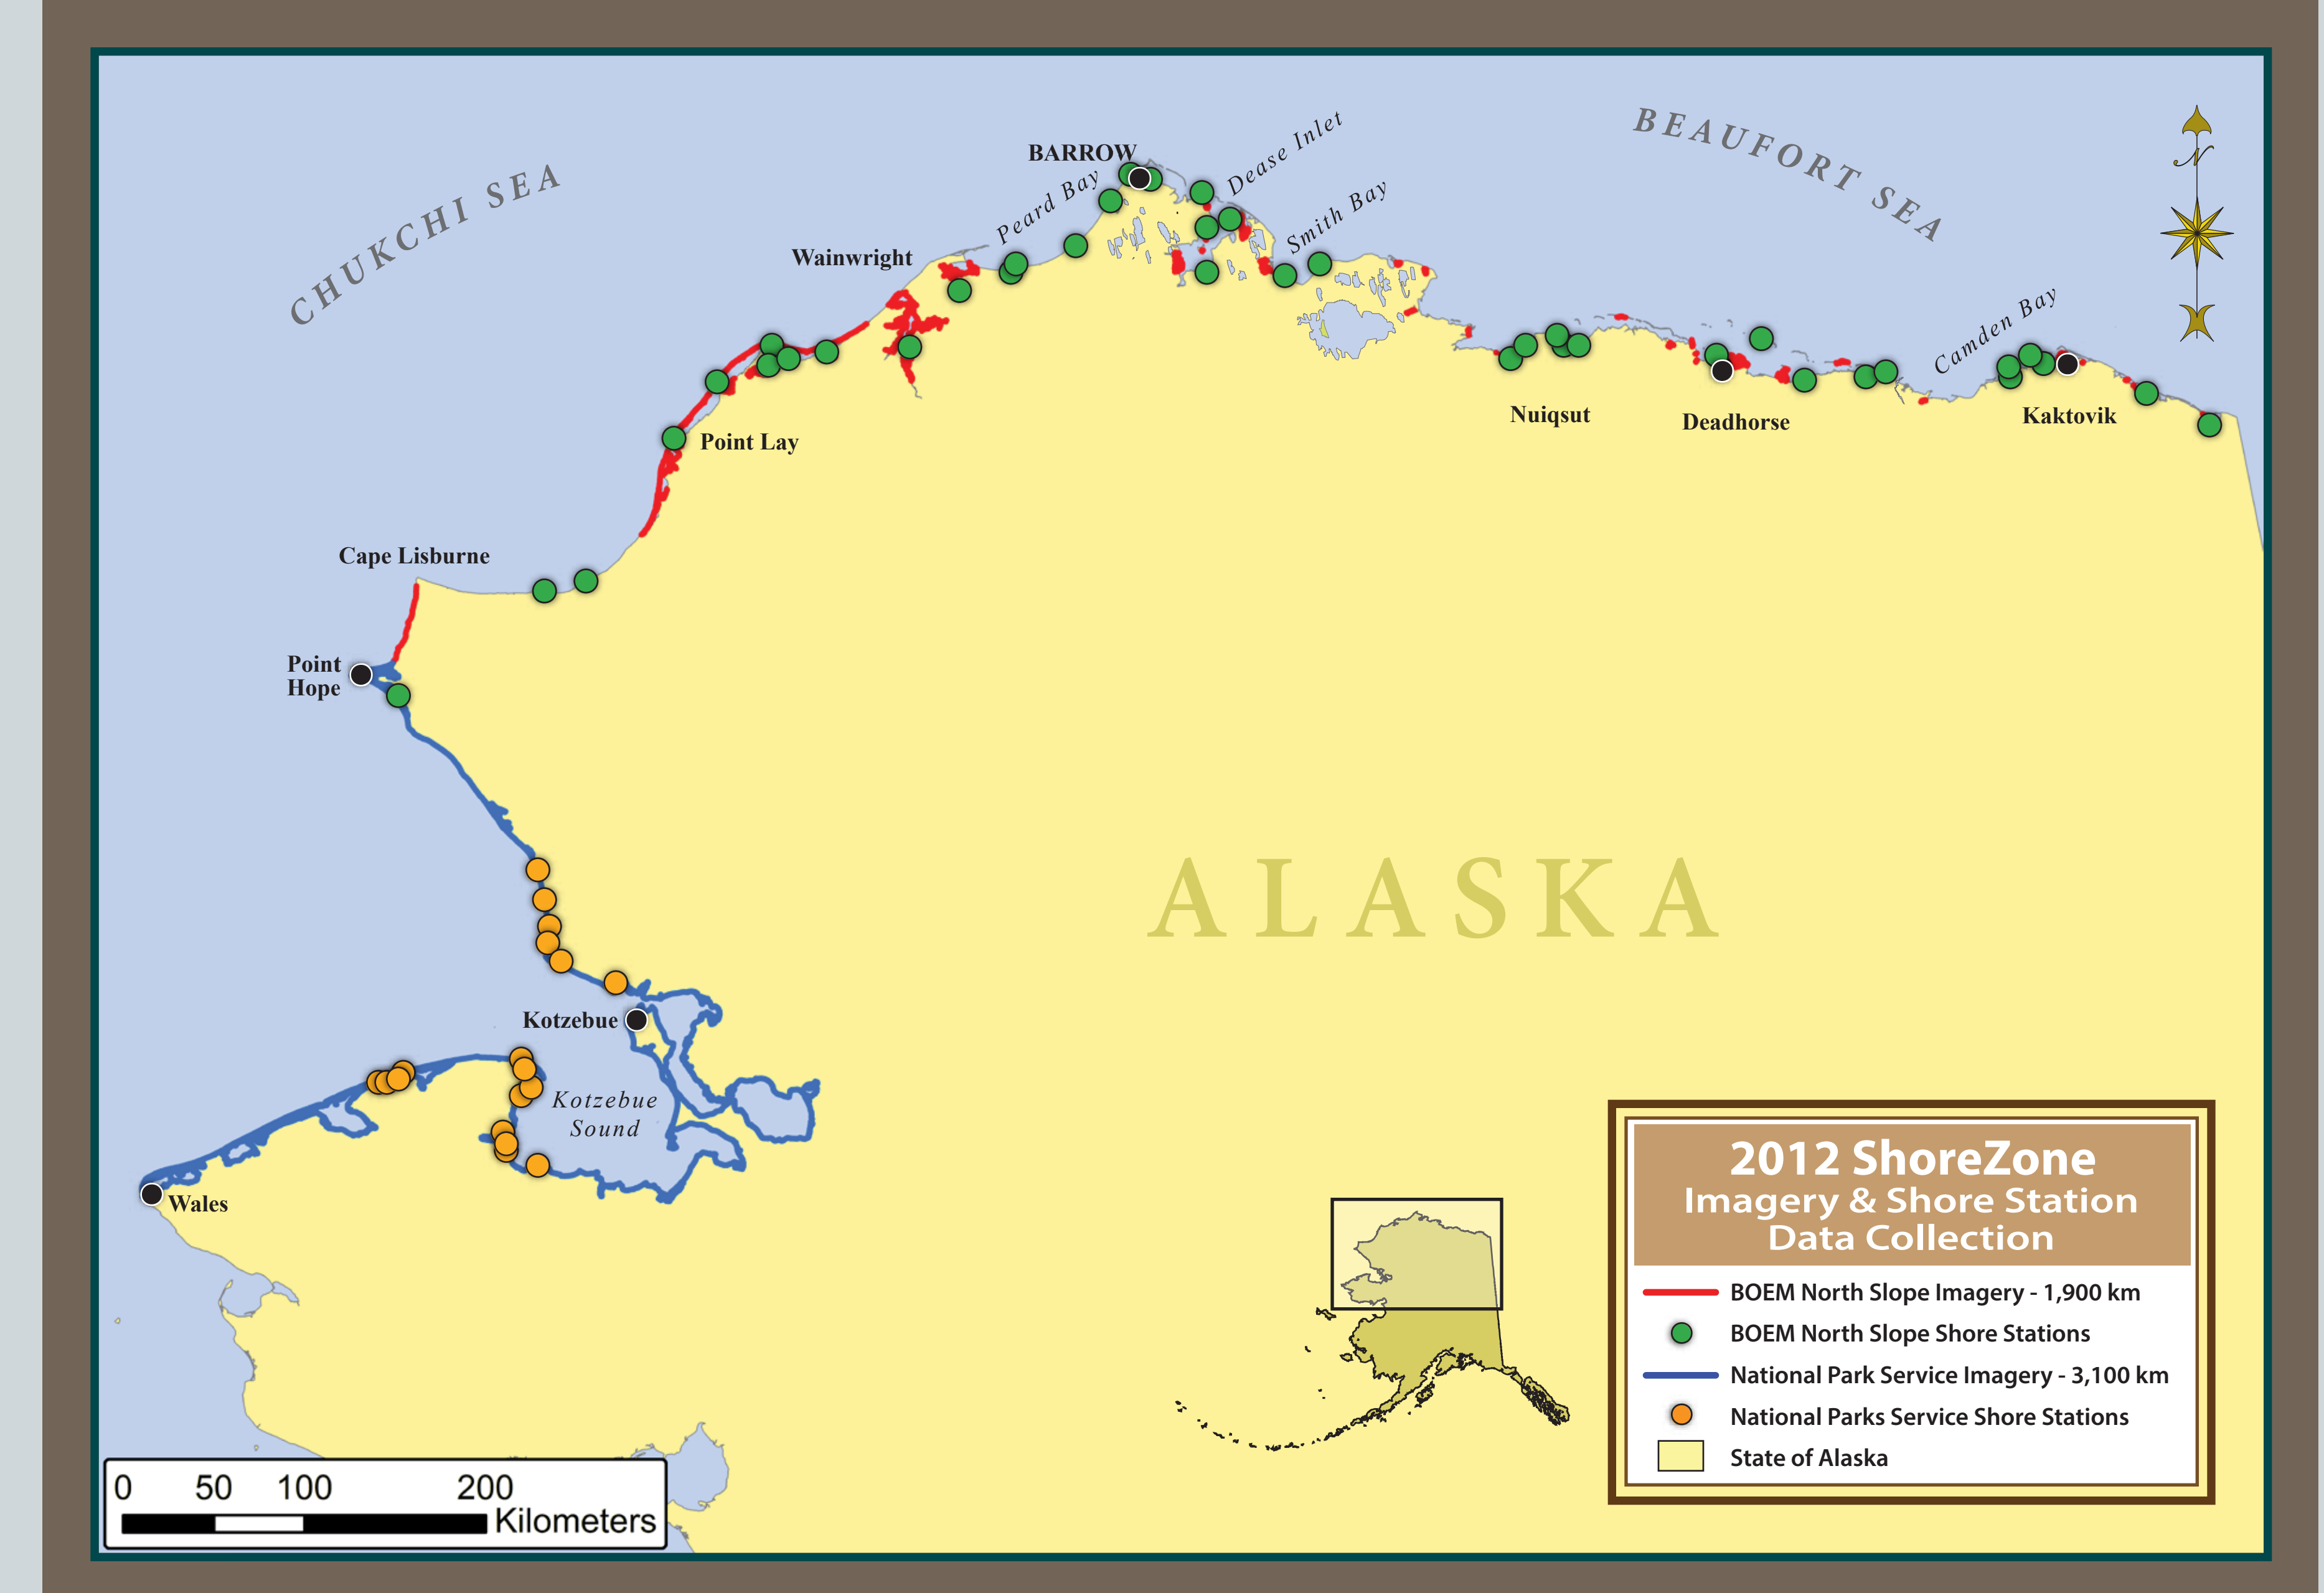 CHUKCHI SEA
BEAUFORT SEA
BARROW
Peard Bay
Dease Inlet
Smith Bay
Wainwright
Camden Bay
Point Lay
Nuiqsut
Deadhorse
Kaktovik
Cape Lisburne
Point
Hope
ALASKA
Kotzebue
Kotzebue
Sound
Wales
2012 ShoreZone
Imagery & Shore Station
Data Collection
BOEM North Slope Imagery - 1,900 km
BOEM North Slope Shore Stations
National Park Service Imagery - 3,100 km
National Parks Service Shore Stations
State of Alaska
0 50 100 200
Kilometers
N